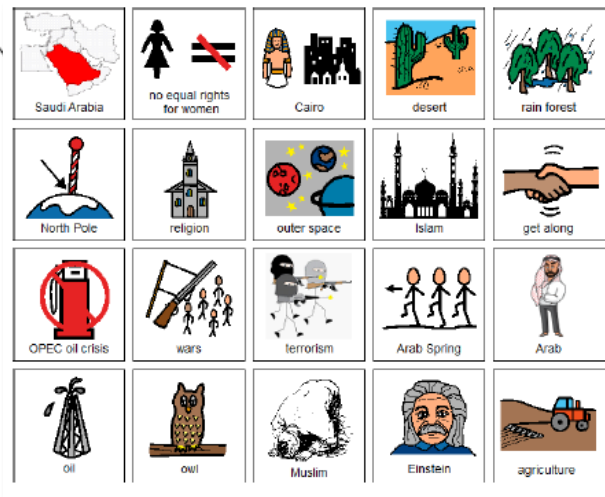 Saudi Arabia
no equal rights
for women
Cairo
desert
rain forest
North Pole
religion
outer space
Islam
get along
OPEC oil crisis
wars
terrorism
Arab Spring
Arab
oil
owl
Muslim
Einstein
agriculture